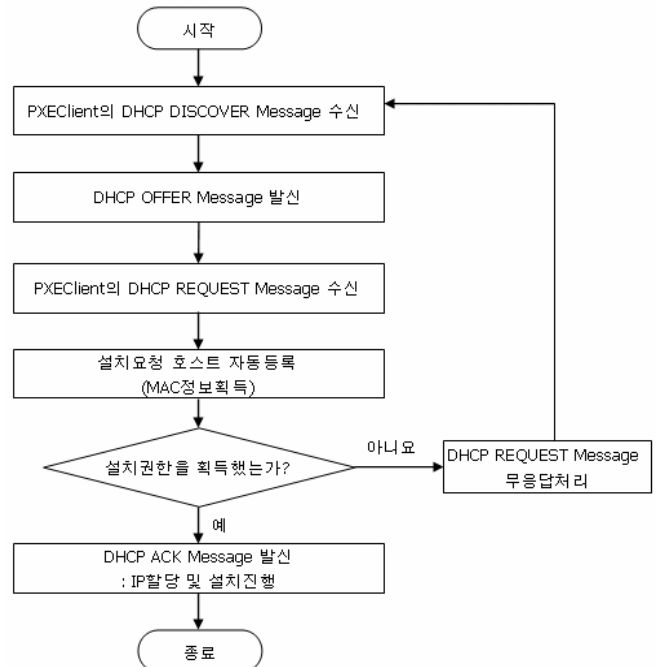 시작
PXEClient의 DHCP DISCOVER Message 수신
DHCP OFFER Message 발신
PXEClient의 DHCP REQUEST Message 수신
설치요청 호스트 자동등록
(MAC정보획득)
설치권한을 획득했는가?
아니요
DHCP REQUEST Message
무응답처리
예
DHCP ACK Message 발신
: IP할당 및 설치진행
종료